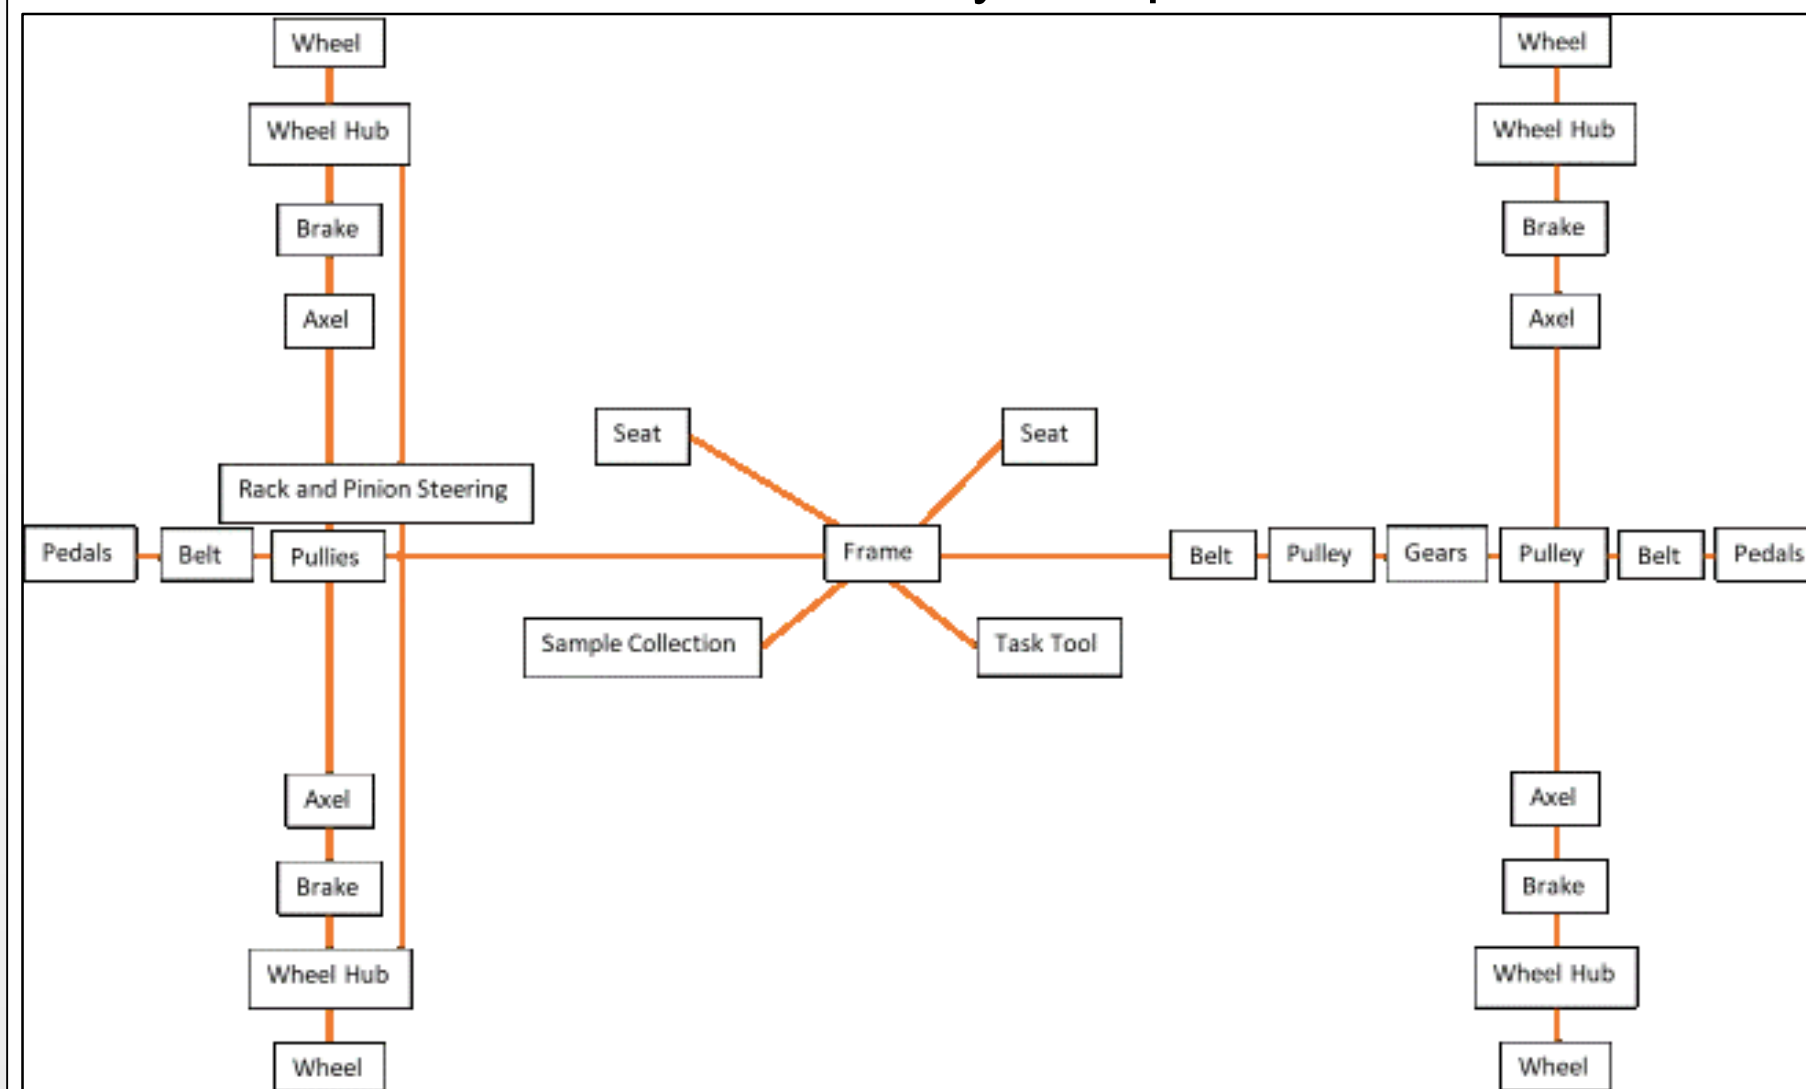 Wheel
Wheel
Wheel Hub
Wheel Hub
Brake
Brake
Axel
Axel
Seat
Seat
Rack and Pinion Steering
Pedals
Belt
Pullies
Frame
Belt
Pulley
Gears
Pulley
Belt
Pedals
Sample Collection
Task Tool
Axel
Axel
Brake
Brake
Wheel Hub
Wheel Hub
Wheel
Wheel